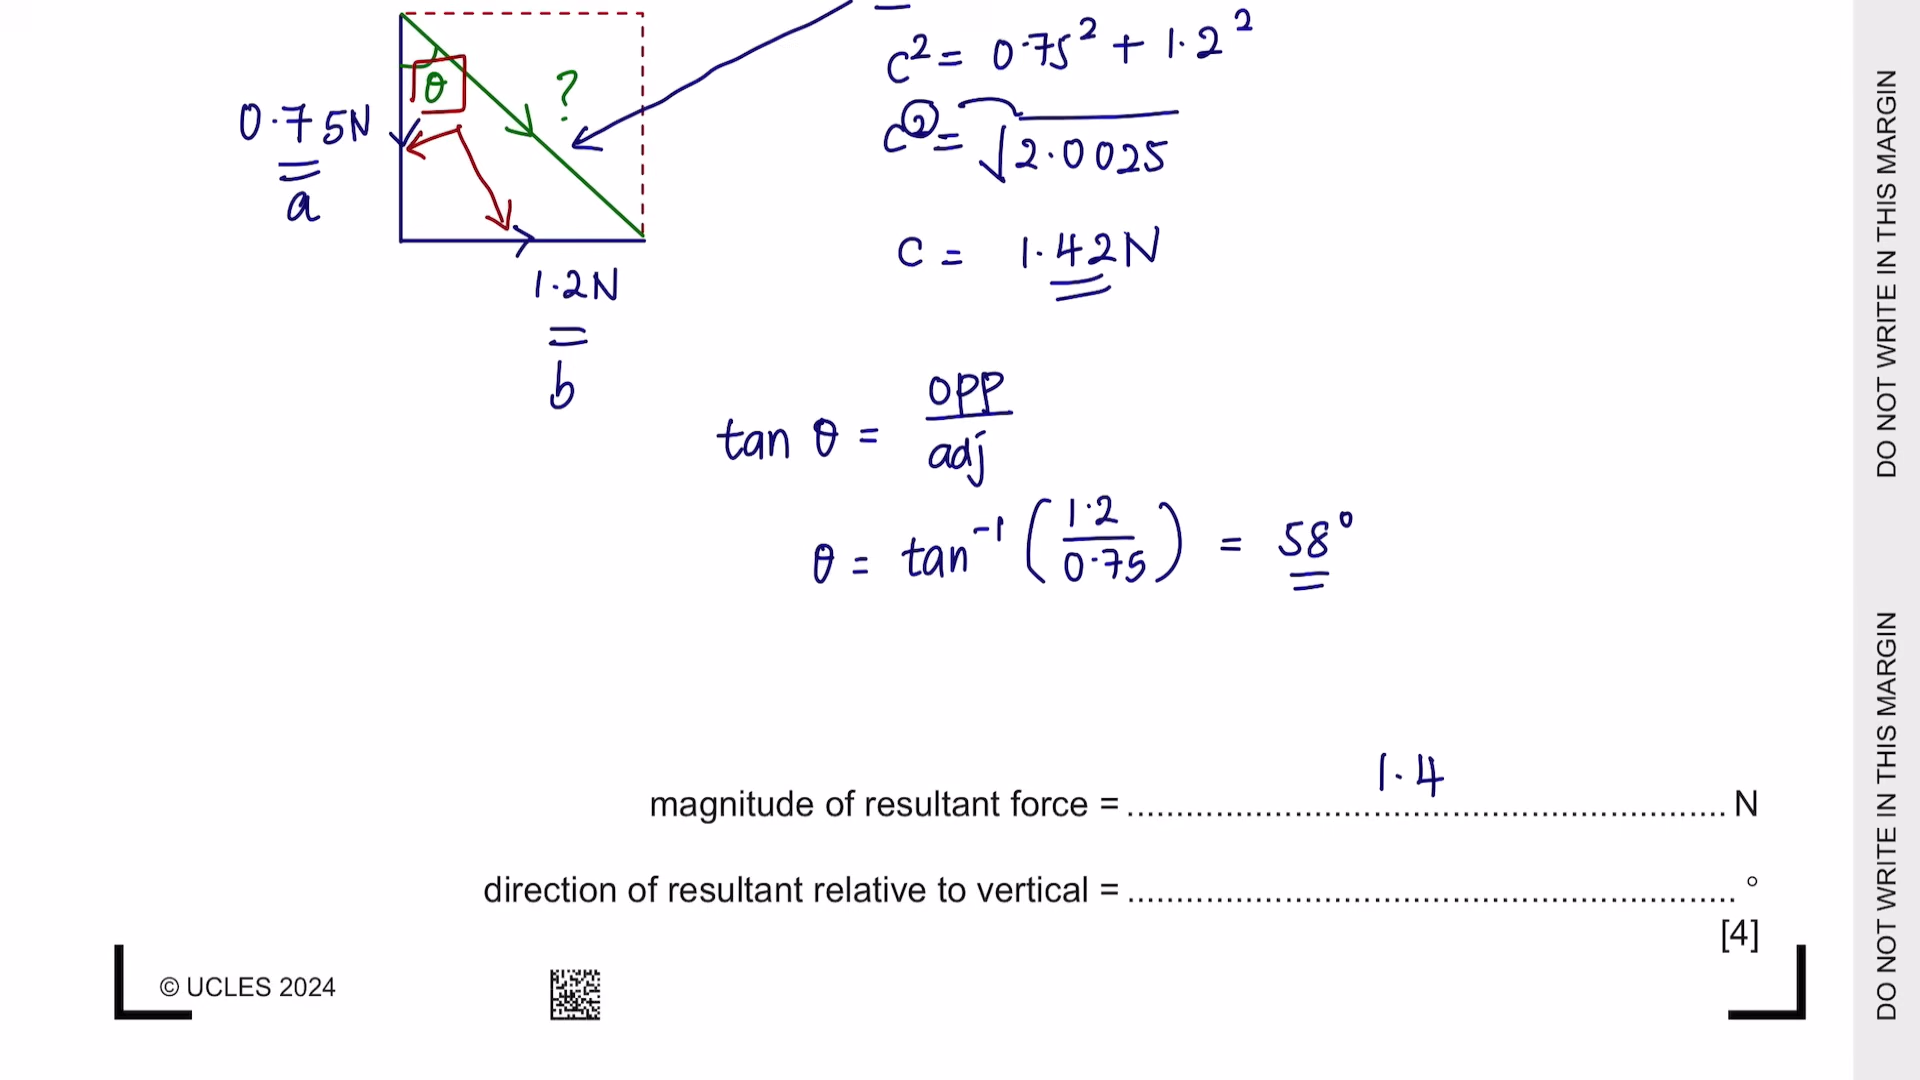 c² = 0.75² + 1.2²
θ
?
0.75N
a
c² = √2.0025
c = 1.42N
1.2N
b
tan θ = opp/adj
θ = tan⁻¹ (1.2/0.75) = 58°
1.4
magnitude of resultant force = ............................................................ N
direction of resultant relative to vertical = ............................................................ °
[4]
© UCLES 2024
DO NOT WRITE IN THIS MARGIN
DO NOT WRITE IN THIS MARGIN